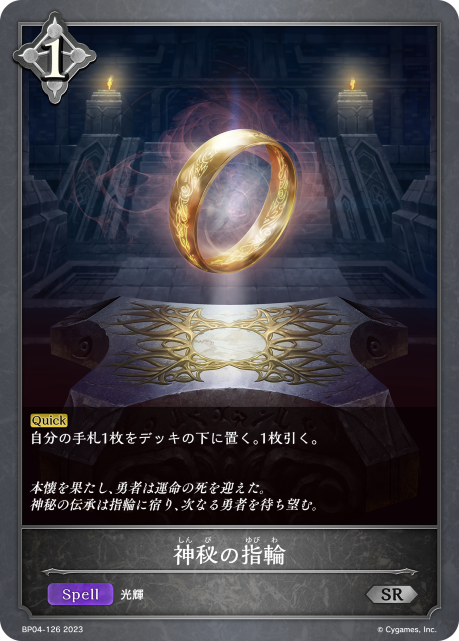 1
Quick
自分の手札1枚をデッキの下に置く。1枚引く。
本懐を果たし、勇者は運命の死を迎えた。
神秘の伝承は指輪に宿り、次なる勇者を待ち望む。
しん び ゆび わ
神秘の指輪
Spell 光輝 SR
BP04-126 2023 © Cygames, Inc.